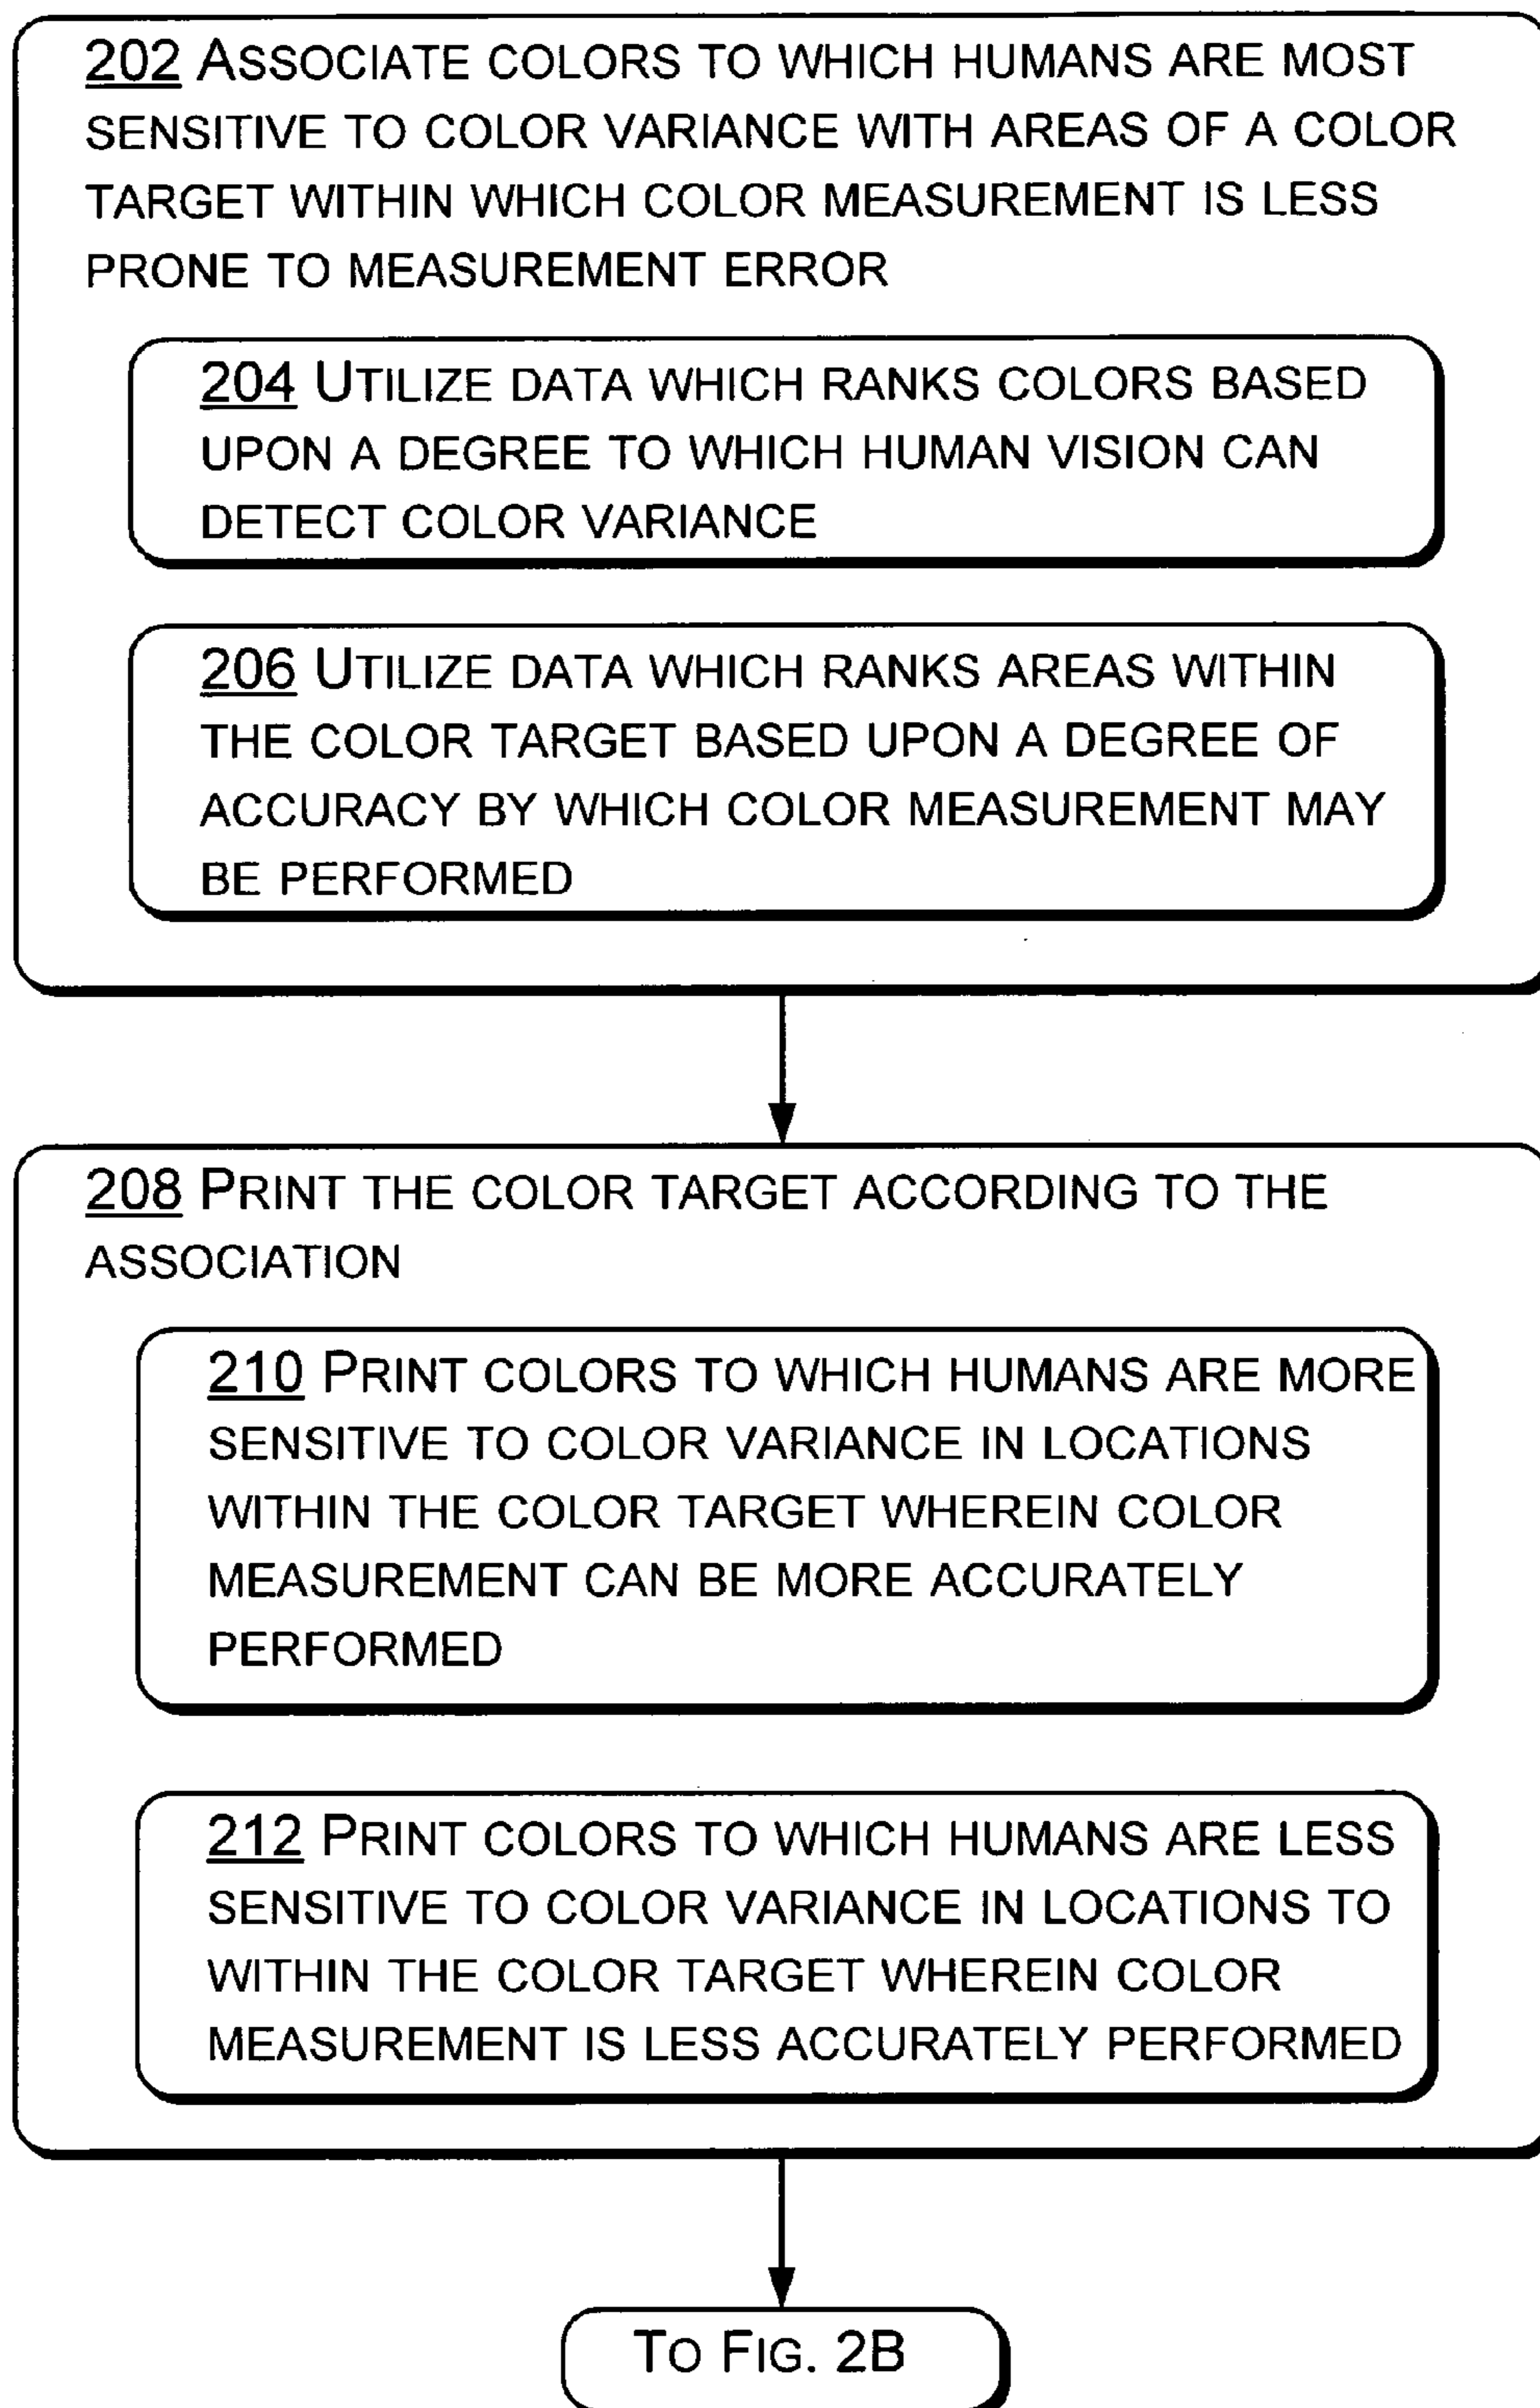 202 ASSOCIATE COLORS TO WHICH HUMANS ARE MOST
SENSITIVE TO COLOR VARIANCE WITH AREAS OF A COLOR
TARGET WITHIN WHICH COLOR MEASUREMENT IS LESS
PRONE TO MEASUREMENT ERROR
204 UTILIZE DATA WHICH RANKS COLORS BASED
UPON A DEGREE TO WHICH HUMAN VISION CAN
DETECT COLOR VARIANCE
206 UTILIZE DATA WHICH RANKS AREAS WITHIN
THE COLOR TARGET BASED UPON A DEGREE OF
ACCURACY BY WHICH COLOR MEASUREMENT MAY
BE PERFORMED
208 PRINT THE COLOR TARGET ACCORDING TO THE
ASSOCIATION
210 PRINT COLORS TO WHICH HUMANS ARE MORE
SENSITIVE TO COLOR VARIANCE IN LOCATIONS
WITHIN THE COLOR TARGET WHEREIN COLOR
MEASUREMENT CAN BE MORE ACCURATELY
PERFORMED
212 PRINT COLORS TO WHICH HUMANS ARE LESS
SENSITIVE TO COLOR VARIANCE IN LOCATIONS TO
WITHIN THE COLOR TARGET WHEREIN COLOR
MEASUREMENT IS LESS ACCURATELY PERFORMED
TO FIG. 2B